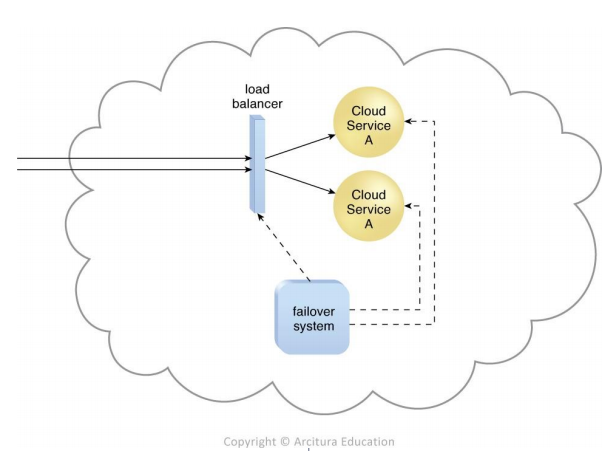 load
balancer
Cloud
Service
A
Cloud
Service
A
failover
system
Copyright © Arcitura Education